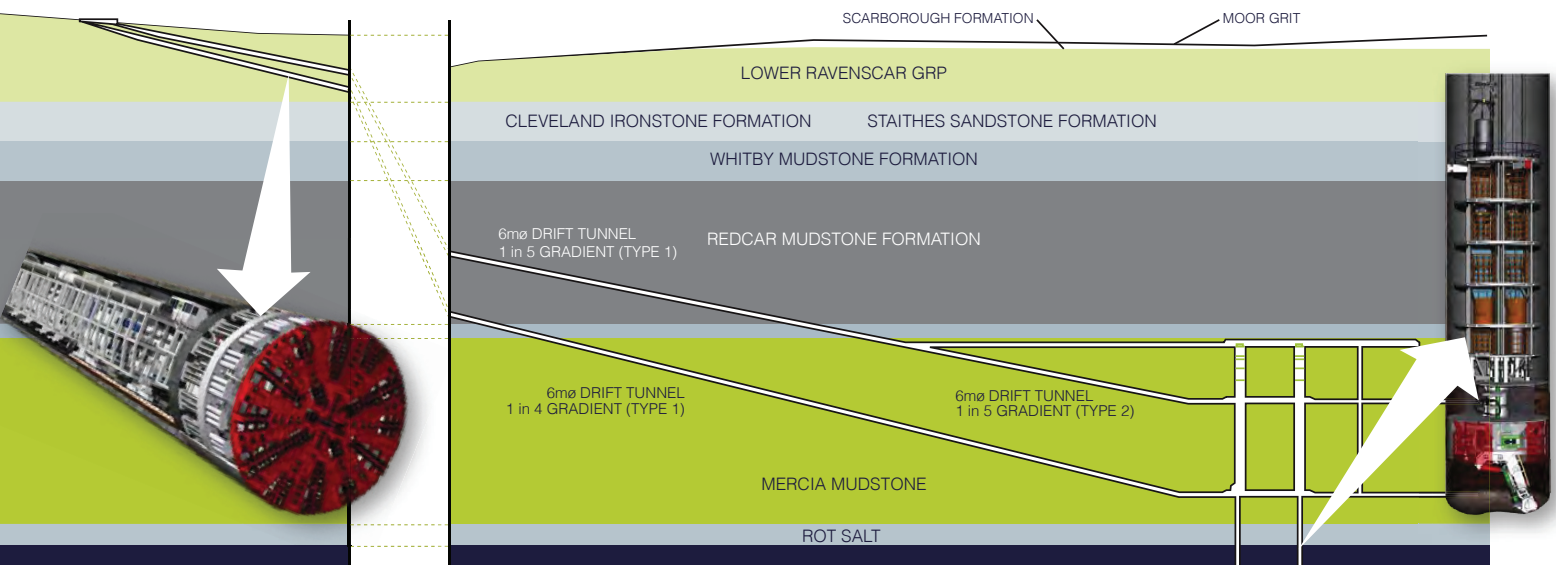 SCARBOROUGH FORMATION
MOOR GRIT
LOWER RAVENSCAR GRP
CLEVELAND IRONSTONE FORMATION
STAITHES SANDSTONE FORMATION
WHITBY MUDSTONE FORMATION
6mø DRIFT TUNNEL
1 in 5 GRADIENT (TYPE 1)
REDCAR MUDSTONE FORMATION
6mø DRIFT TUNNEL
1 in 4 GRADIENT (TYPE 1)
6mø DRIFT TUNNEL
1 in 5 GRADIENT (TYPE 2)
MERCIA MUDSTONE
ROT SALT